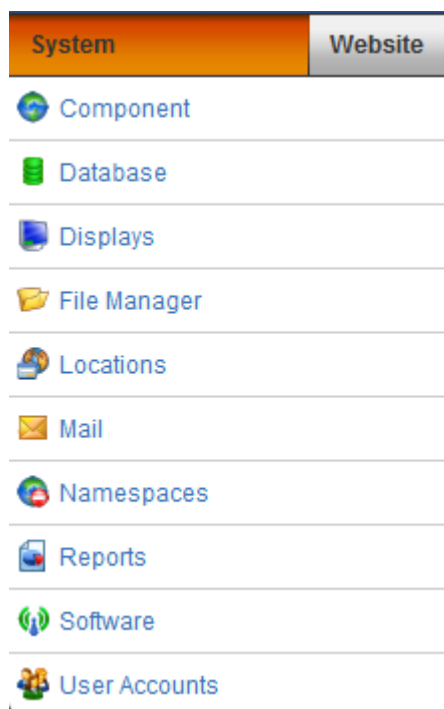 System Website
Component
Database
Displays
File Manager
Locations
Mail
Namespaces
Reports
Software
User Accounts